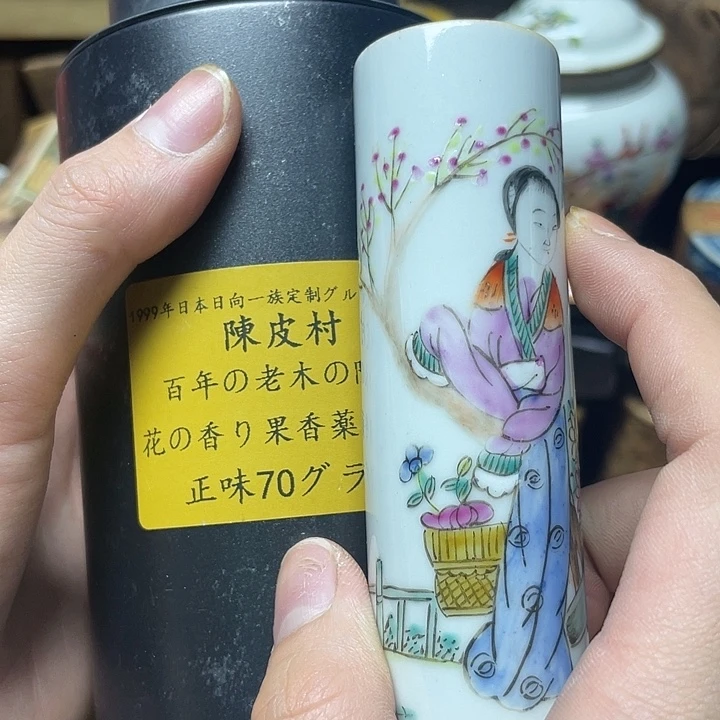 1999年日本日向一族定制グル
陳皮村
百年の老木の
花の香り果香薬
正味70グラ